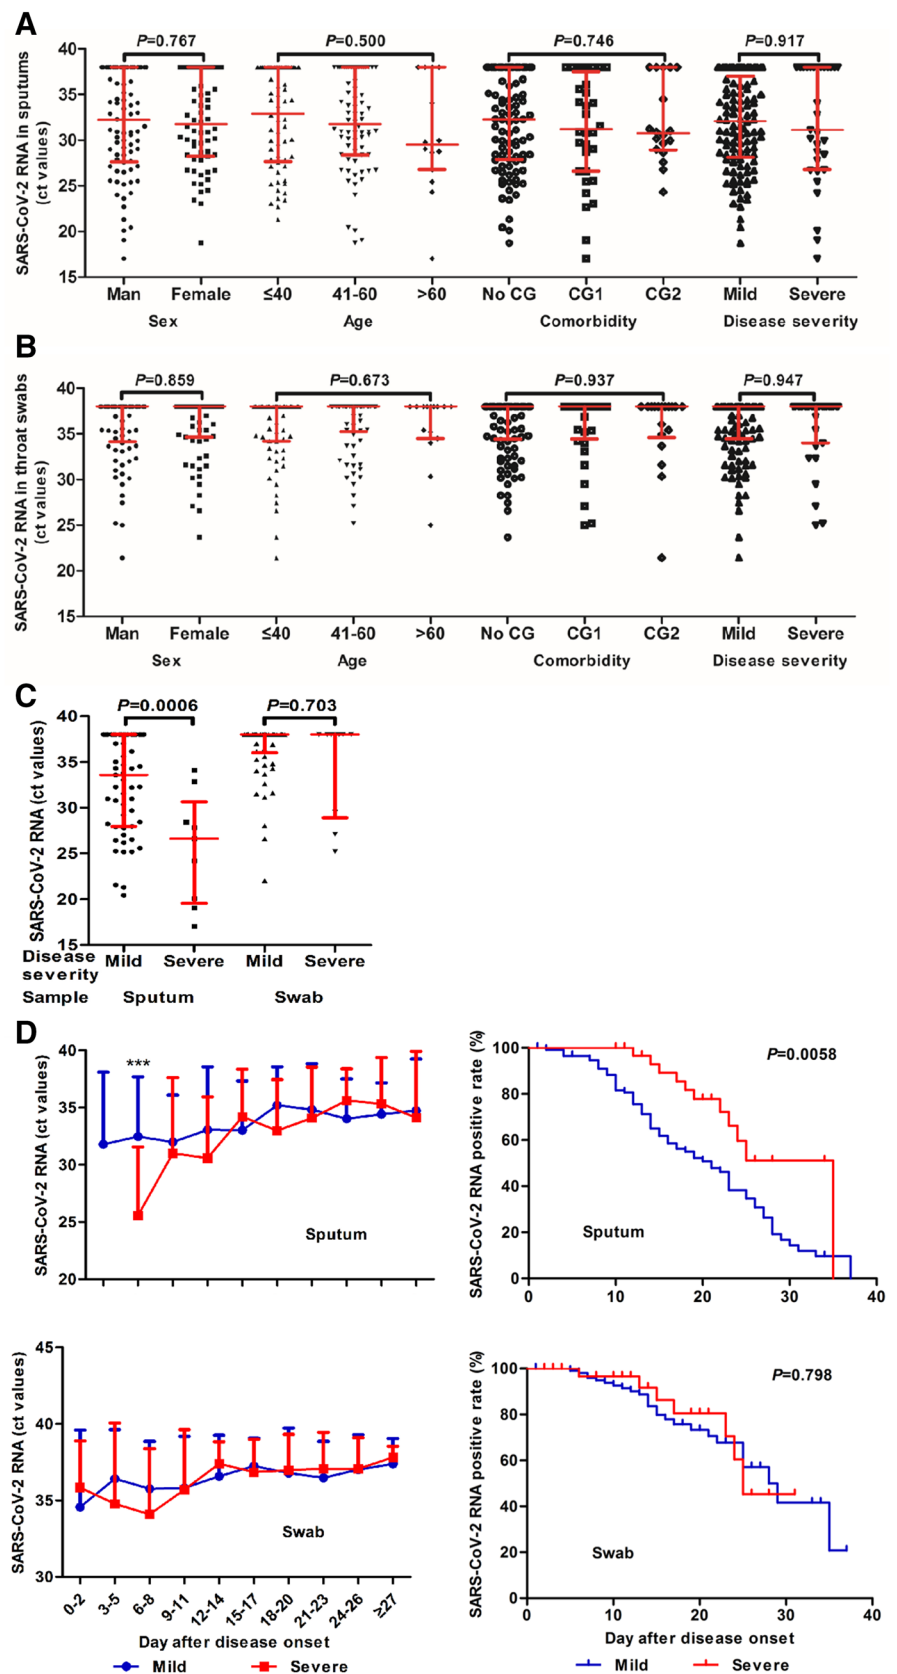 A
P=0.767 P=0.500 P=0.746 P=0.917
SARS-CoV-2 RNA in sputums
(ct values)
40
35
30
25
20
15
Man Female ≤40 41-60 >60 No CG CG1 CG2 Mild Severe
Sex Age Comorbidity Disease severity
B
P=0.859 P=0.673 P=0.937 P=0.947
SARS-CoV-2 RNA in throat swabs
(ct values)
40
35
30
25
20
15
Man Female ≤40 41-60 >60 No CG CG1 CG2 Mild Severe
Sex Age Comorbidity Disease severity
C
P=0.0006 P=0.703
SARS-CoV-2 RNA (ct values)
40
35
30
25
20
15
Disease
severity
Mild Severe Mild Severe
Sample Sputum Swab
D
SARS-CoV-2 RNA (ct values)
40
35
30
25
20
***
Sputum
SARS-CoV-2 RNA positive rate (%)
100
80
60
40
20
0
P=0.0058
Sputum
0 10 20 30 40
SARS-CoV-2 RNA (ct values)
45
40
35
30
Swab
0-2 3-5 6-8 9-11 12-14 15-17 18-20 21-23 24-26 ≥27
Day after disease onset
Mild Severe
SARS-CoV-2 RNA positive rate (%)
100
80
60
40
20
0
P=0.798
Swab
0 10 20 30 40
Day after disease onset
Mild Severe